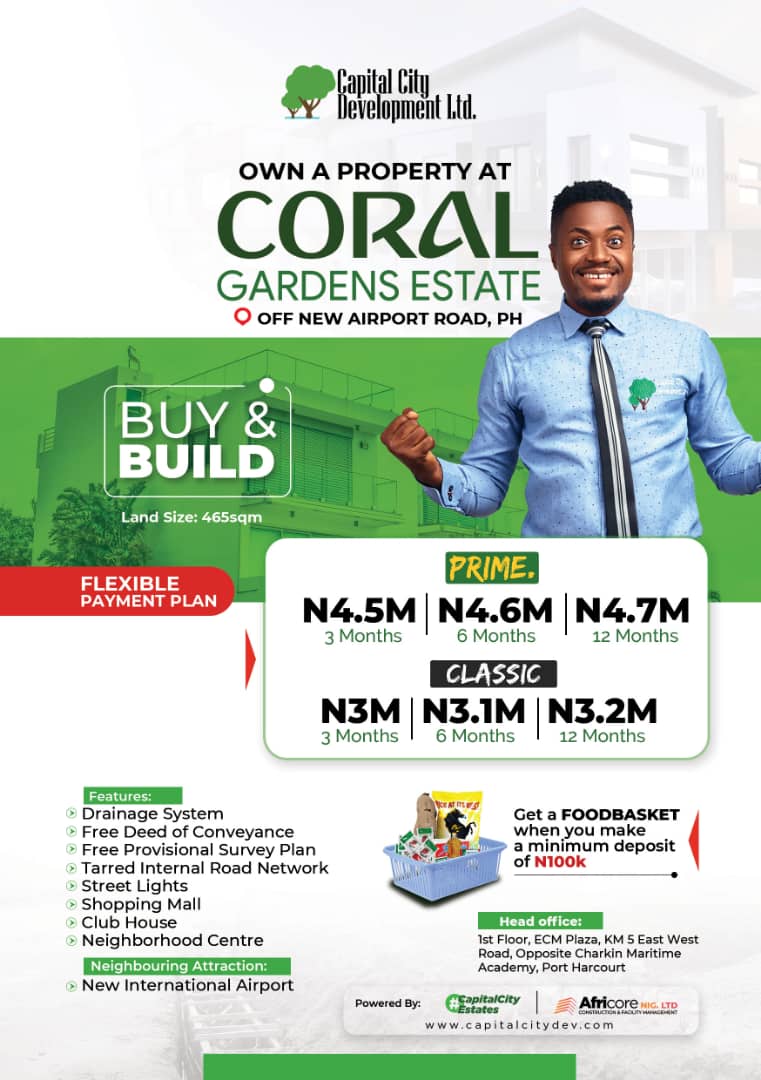 Capital City
Development Ltd.
OWN A PROPERTY AT
CORAL
GARDENS ESTATE
OFF NEW AIRPORT ROAD, PH
BUY &
BUILD
Land Size: 465sqm
FLEXIBLE
PAYMENT PLAN
PRIME.
N4.5M N4.6M N4.7M
3 Months 6 Months 12 Months
CLASSIC
N3M N3.1M N3.2M
3 Months 6 Months 12 Months
Features:
Drainage System
Free Deed of Conveyance
Free Provisional Survey Plan
Tarred Internal Road Network
Street Lights
Shopping Mall
Club House
Neighborhood Centre
Neighbouring Attraction:
New International Airport
Get a FOODBASKET
when you make
a minimum deposit
of N100k
Head office:
1st Floor, ECM Plaza, KM 5 East West
Road, Opposite Charkin Maritime
Academy, Port Harcourt
Powered By:
#CapitalCity
Estates
Africore NIG. LTD
CONSTRUCTION & FACILITY MANAGEMENT
www.capitalcitydev.com